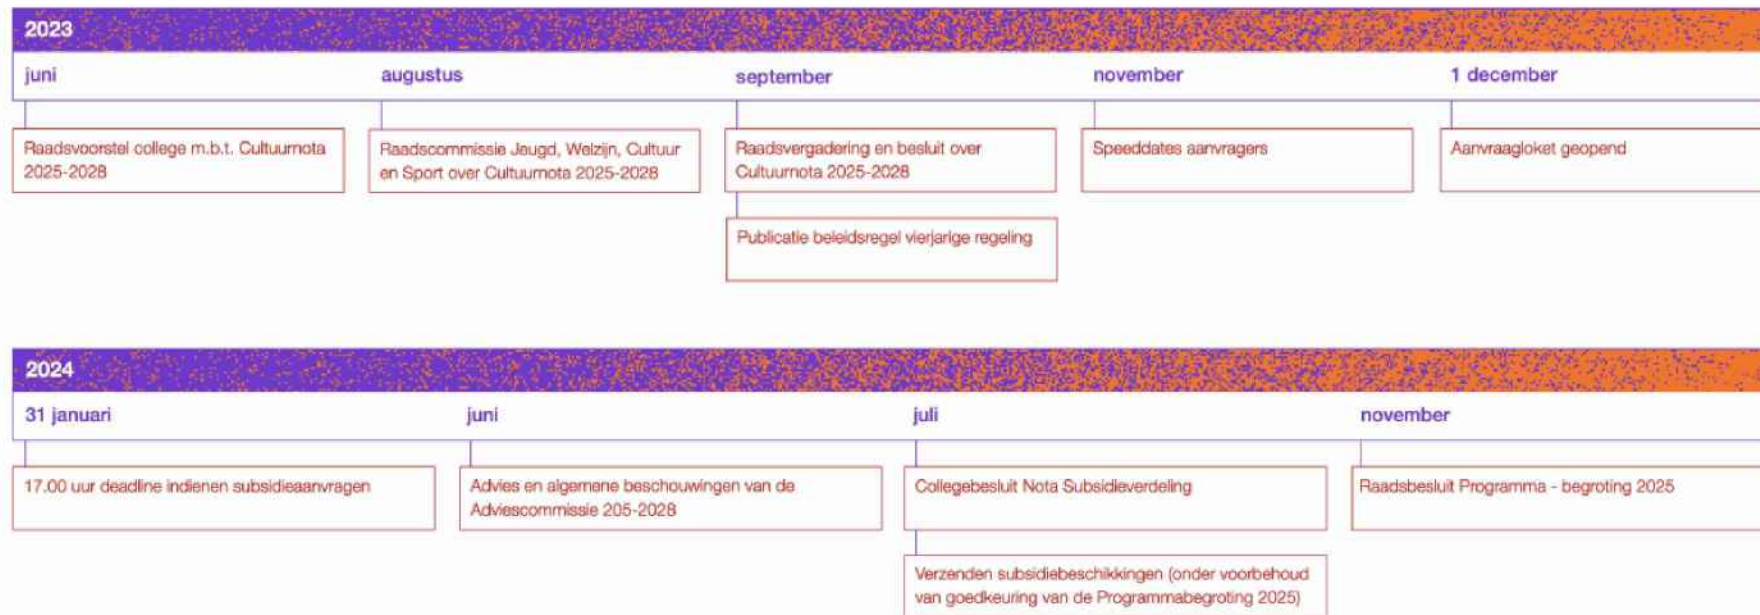 2023
juni
augustus
september
november
1 december
Raadsvoorstel college m.b.t. Cultuurnota
2025-2028
Raadscommissie Jeugd, Welzijn, Cultuur
en Sport over Cultuurnota 2025-2028
Raadsvergadering en besluit over
Cultuurnota 2025-2028
Publicatie beleidsregel vierjarige regeling
Speeddates aanvragers
Aanvraagloket geopend
2024
31 januari
juni
juli
november
17.00 uur deadline indienen subsidieaanvragen
Advies en algemene beschouwingen van de
Adviescommissie 205-2028
Collegebesluit Nota Subsidieverdeling
Verzenden subsidiebeschikkingen (onder voorbehoud
van goedkeuring van de Programmabegroting 2025)
Raadsbesluit Programma - begroting 2025